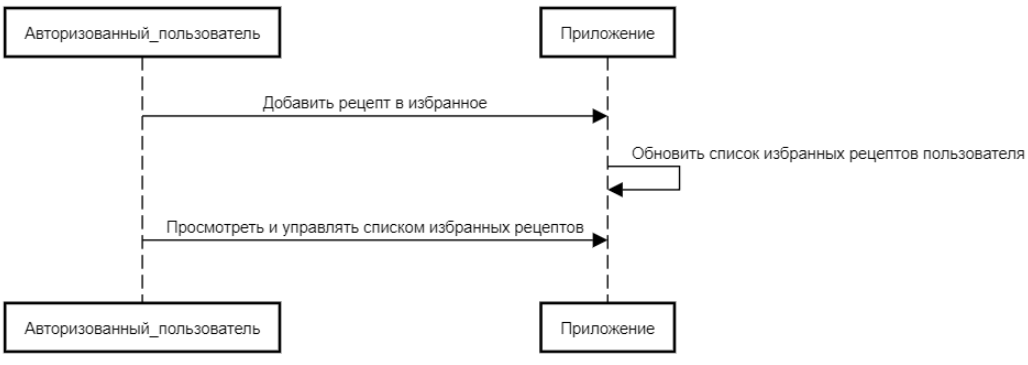 Авторизованный_пользователь
Приложение
Добавить рецепт в избранное
Обновить список избранных рецептов пользователя
Просмотреть и управлять списком избранных рецептов
Авторизованный_пользователь
Приложение